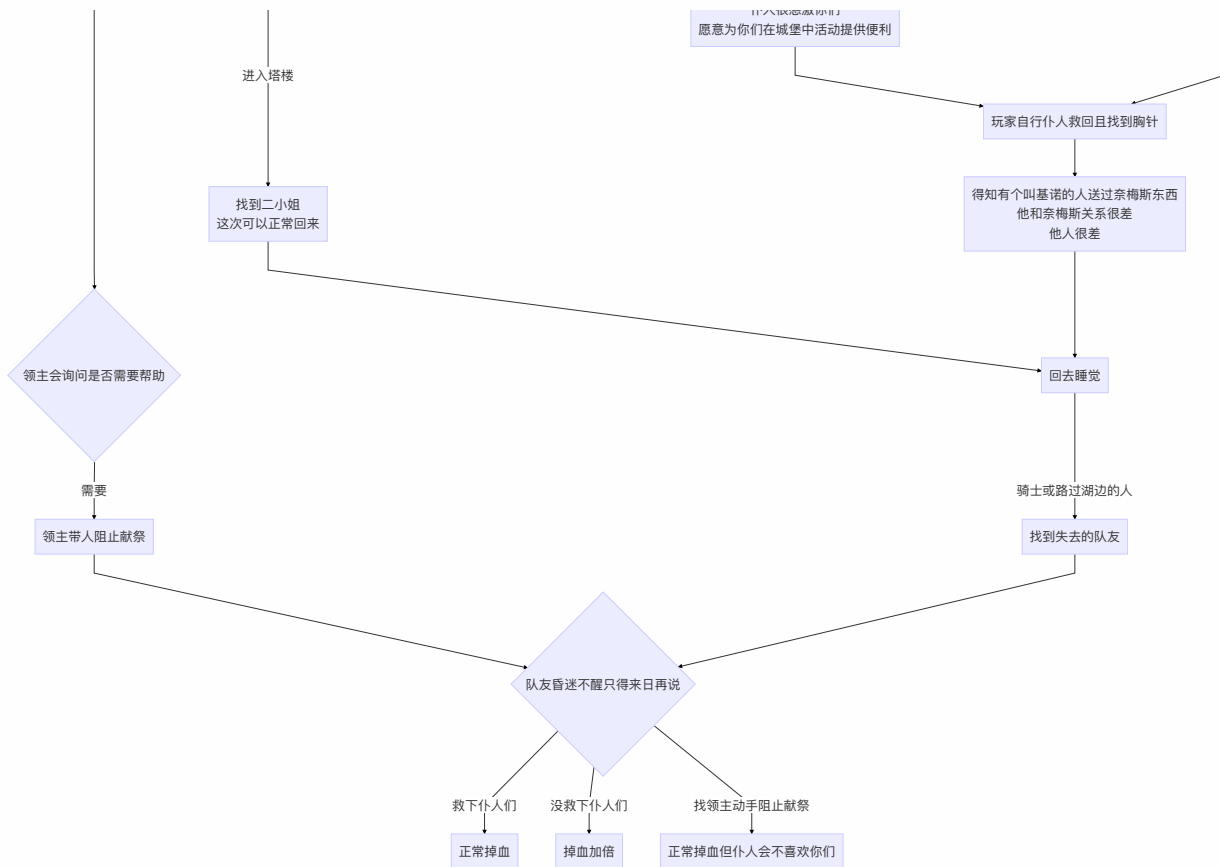 仆人很感激你们
愿意为你们在城堡中活动提供便利
进入塔楼
玩家自行仆人救回且找到胸针
找到二小姐
这次可以正常回来
得知有个叫基诺的人送过奈梅斯东西
他和奈梅斯关系很差
他人很差
领主会询问是否需要帮助
回去睡觉
需要
骑士或路过湖边的人
领主带人阻止献祭
找到失去的队友
队友昏迷不醒只得来日再说
救下仆人们
没救下仆人们
找领主动手阻止献祭
正常掉血
掉血加倍
正常掉血但仆人会不喜欢你们